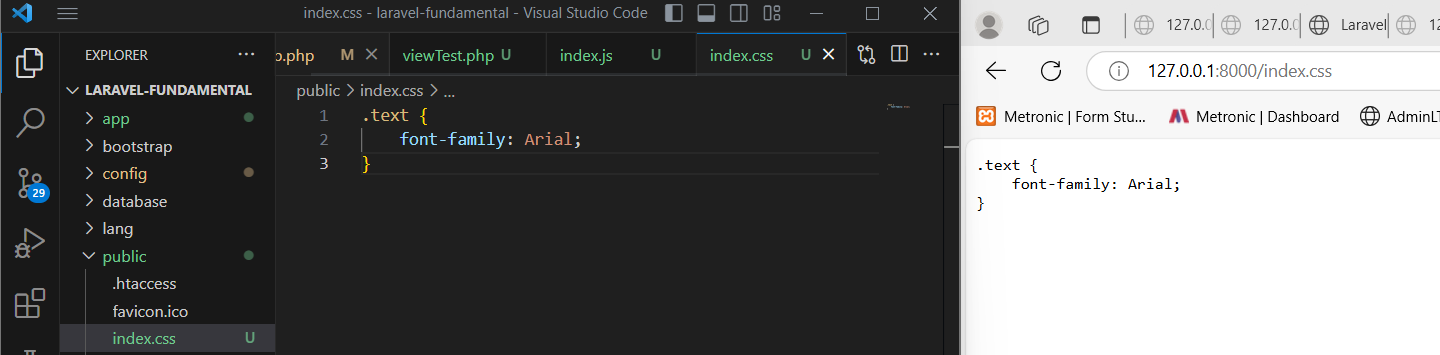 index.css - laravel-fundamental - Visual Studio Code
EXPLORER
LARAVEL-FUNDAMENTAL
app
bootstrap
config
database
lang
public
.htaccess
favicon.ico
index.css U
29
b.php M
viewTest.php U
index.js U
index.css U
public > index.css > ...
1 .text {
2 font-family: Arial;
3 }
127.0.
127.0.
Laravel
12
127.0.0.1:8000/index.css
Metronic | Form Stu...
Metronic | Dashboard
AdminLT
.text {
font-family: Arial;
}